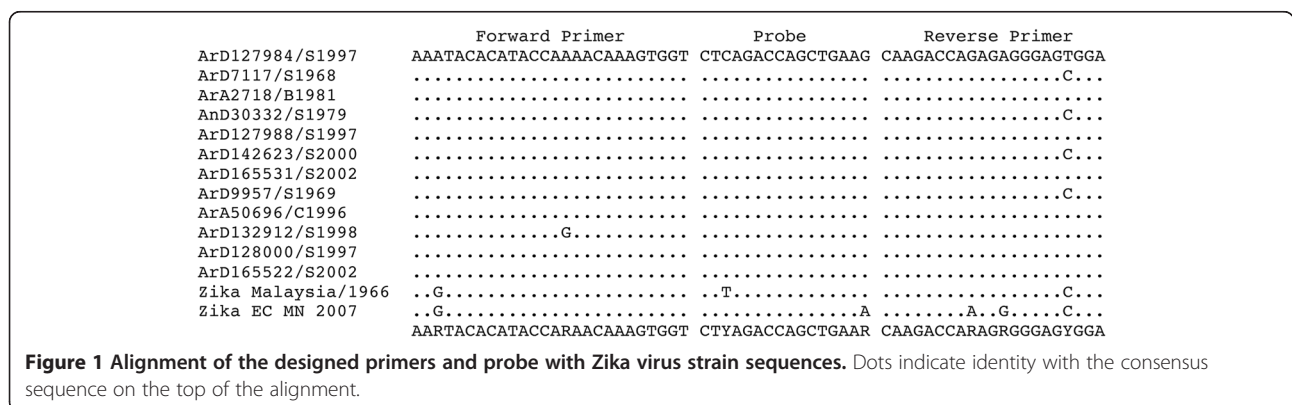 Forward Primer Probe Reverse Primer
ArD127984/S1997 AAATACACATACCAAAACAAAGTGGT CTCAGACCAGCTGAAG CAAGACCAGAGAGGGAGTGGA
ArD7117/S1968 .......................... ................ .................C...
ArA2718/B1981 .......................... ................ .....................
AnD30332/S1979 .......................... ................ .................C...
ArD127988/S1997 .......................... ................ .....................
ArD142623/S2000 .......................... ................ .................C...
ArD165531/S2002 .......................... ................ .....................
ArD9957/S1969 .......................... ................ .................C...
ArA50696/C1996 .......................... ................ .....................
ArD132912/S1998 ..............G........... ................ .....................
ArD128000/S1997 .......................... ................ .....................
ArD165522/S2002 .......................... ................ .....................
Zika Malaysia/1966 ..G....................... ..T............. .................C...
Zika EC MN 2007 ..G....................... ...............A ........A..G.....C...
AARTACACATACCARAACAAAGTGGT CTYAGACCAGCTGAAR CAAGACCARAGRGGGAGYGGA
Figure 1 Alignment of the designed primers and probe with Zika virus strain sequences. Dots indicate identity with the consensus
sequence on the top of the alignment.